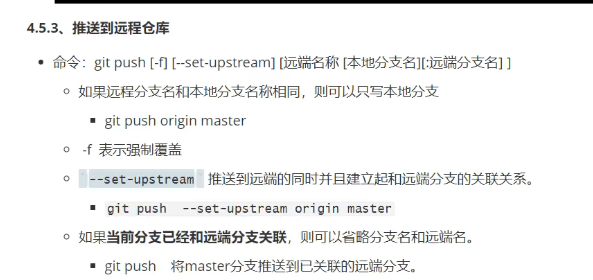 4.5.3、推送到远程仓库
命令：git push [-f] [--set-upstream] [远端名称 [本地分支名][:远端分支名] ]
如果远程分支名和本地分支名称相同，则可以只写本地分支
git push origin master
-f 表示强制覆盖
--set-upstream 推送到远端的同时并且建立起和远端分支的关联关系。
git push --set-upstream origin master
如果当前分支已经和远端分支关联，则可以省略分支名和远端名。
git push 将master分支推送到已关联的远端分支。